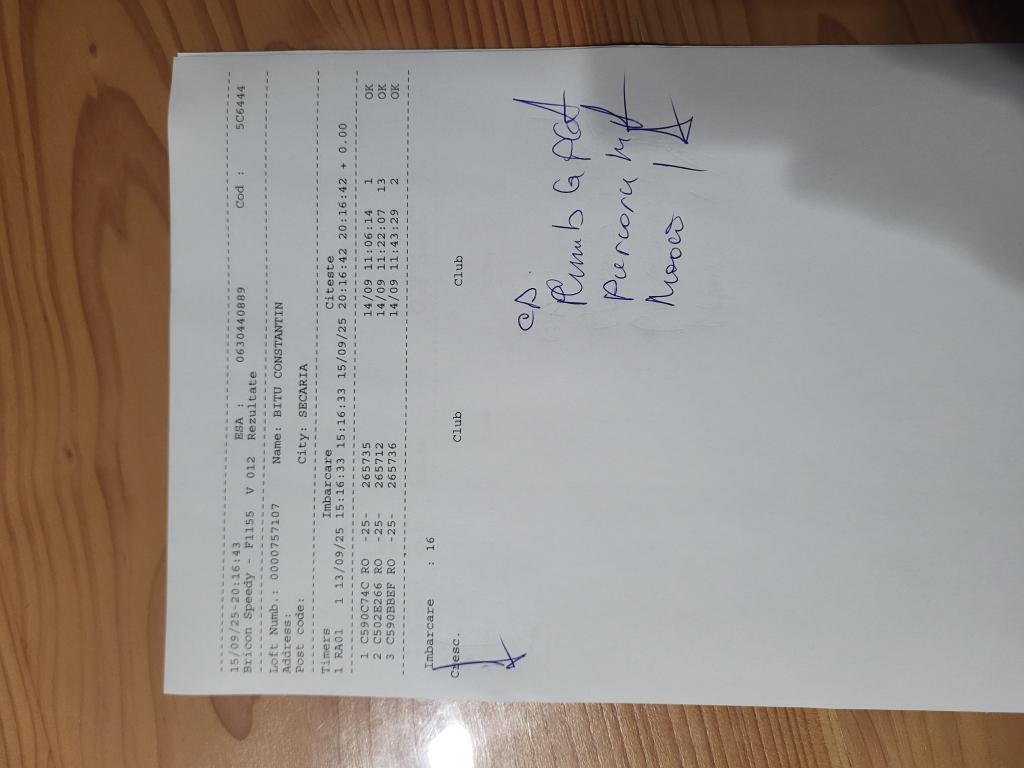 15/09/25-20:16:43 ESA : 0630440889 Cod : 5C6444
Bricon Speedy - F1155 V 012 Rezultate
Loft Numb.: 0000757107 Name: BITU CONSTANTIN
Address:
Post code: City: SECARIA
Timers Imbarcare Citeste
1 RA01 1 13/09/25 15:16:33 15:16:33 15/09/25 20:16:42 20:16:42 + 0.00
1 C590C74C RO -25- 265735 14/09 11:06:14 1 OK
2 C502E266 RO -25- 265712 14/09 11:22:07 13 OK
3 C590BBEF RO -25- 265736 14/09 11:43:29 2 OK
Imbarcare : 16
Cresc. Club Club
Plumb